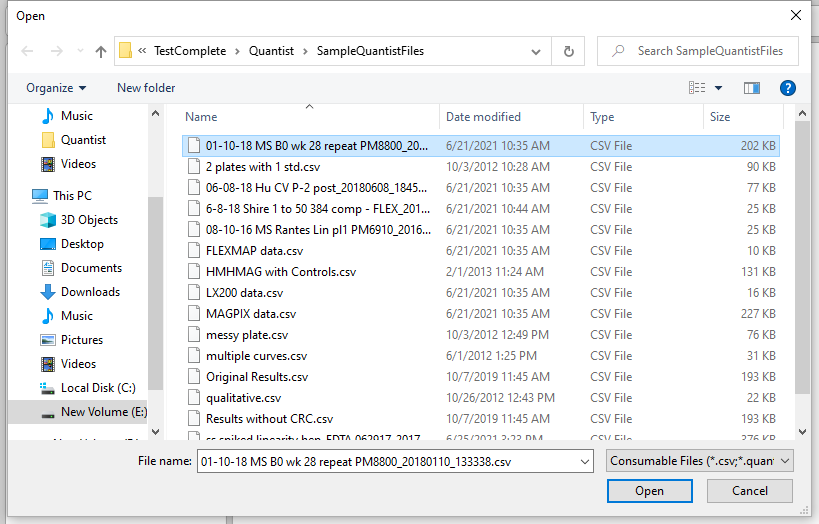 Open
« TestComplete > Quantist > SampleQuantistFiles
Search SampleQuantistFiles
Organize
New folder
Music
Quantist
Videos
This PC
3D Objects
Desktop
Documents
Downloads
Music
Pictures
Videos
Local Disk (C:)
New Volume (E:)
Name Date modified Type Size
01-10-18 MS B0 wk 28 repeat PM8800_20... 6/21/2021 10:35 AM CSV File 202 KB
2 plates with 1 std.csv 10/3/2012 10:28 AM CSV File 90 KB
06-08-18 Hu CV P-2 post_20180608_1845... 6/21/2021 10:35 AM CSV File 77 KB
6-8-18 Shire 1 to 50 384 comp - FLEX_201... 6/21/2021 10:44 AM CSV File 25 KB
08-10-16 MS Rantes Lin pl1 PM6910_2016... 6/21/2021 10:35 AM CSV File 25 KB
FLEXMAP data.csv 6/21/2021 10:35 AM CSV File 10 KB
HMHMAG with Controls.csv 2/1/2013 11:24 AM CSV File 131 KB
LX200 data.csv 6/21/2021 10:35 AM CSV File 16 KB
MAGPIX data.csv 6/21/2021 10:35 AM CSV File 227 KB
messy plate.csv 10/3/2012 12:49 PM CSV File 76 KB
multiple curves.csv 6/1/2012 1:25 PM CSV File 31 KB
Original Results.csv 10/7/2019 11:45 AM CSV File 193 KB
qualitative.csv 10/26/2012 12:43 PM CSV File 22 KB
Results without CRC.csv 10/7/2019 11:45 AM CSV File 193 KB
6/25/2021 3:23 PM CSV File 376 KB
File name: 01-10-18 MS B0 wk 28 repeat PM8800_20180110_133338.csv
Consumable Files (*.csv;*.quan
Open
Cancel